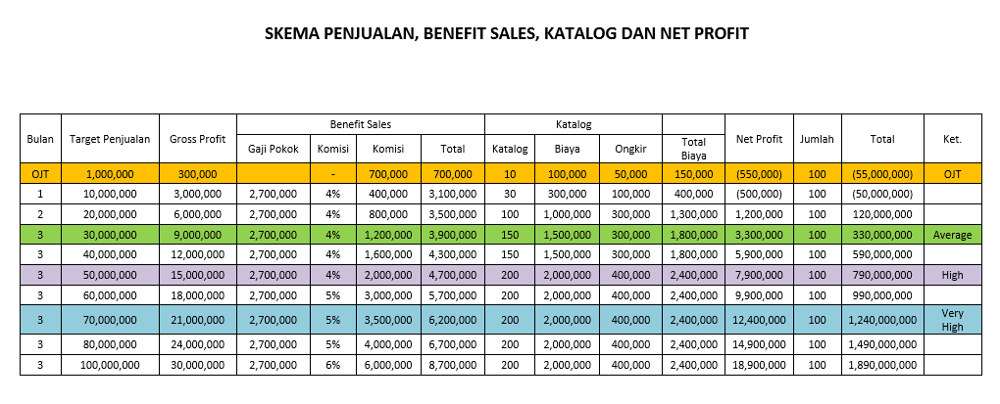 SKEMA PENJUALAN, BENEFIT SALES, KATALOG DAN NET PROFIT
Bulan Target Penjualan Gross Profit Benefit Sales Katalog Net Profit Jumlah Total Ket.
Gaji Pokok Komisi Komisi Total Katalog Biaya Ongkir Total Biaya
OJT 1,000,000 300,000 - 700,000 700,000 10 100,000 50,000 150,000 (550,000) 100 (55,000,000) OJT
1 10,000,000 3,000,000 2,700,000 4% 400,000 3,100,000 30 300,000 100,000 400,000 (500,000) 100 (50,000,000)
2 20,000,000 6,000,000 2,700,000 4% 800,000 3,500,000 100 1,000,000 300,000 1,300,000 1,200,000 100 120,000,000
3 30,000,000 9,000,000 2,700,000 4% 1,200,000 3,900,000 150 1,500,000 300,000 1,800,000 3,300,000 100 330,000,000 Average
3 40,000,000 12,000,000 2,700,000 4% 1,600,000 4,300,000 150 1,500,000 300,000 1,800,000 5,900,000 100 590,000,000
3 50,000,000 15,000,000 2,700,000 4% 2,000,000 4,700,000 200 2,000,000 400,000 2,400,000 7,900,000 100 790,000,000 High
3 60,000,000 18,000,000 2,700,000 5% 3,000,000 5,700,000 200 2,000,000 400,000 2,400,000 9,900,000 100 990,000,000
3 70,000,000 21,000,000 2,700,000 5% 3,500,000 6,200,000 200 2,000,000 400,000 2,400,000 12,400,000 100 1,240,000,000 Very High
3 80,000,000 24,000,000 2,700,000 5% 4,000,000 6,700,000 200 2,000,000 400,000 2,400,000 14,900,000 100 1,490,000,000
3 100,000,000 30,000,000 2,700,000 6% 6,000,000 8,700,000 200 2,000,000 400,000 2,400,000 18,900,000 100 1,890,000,000